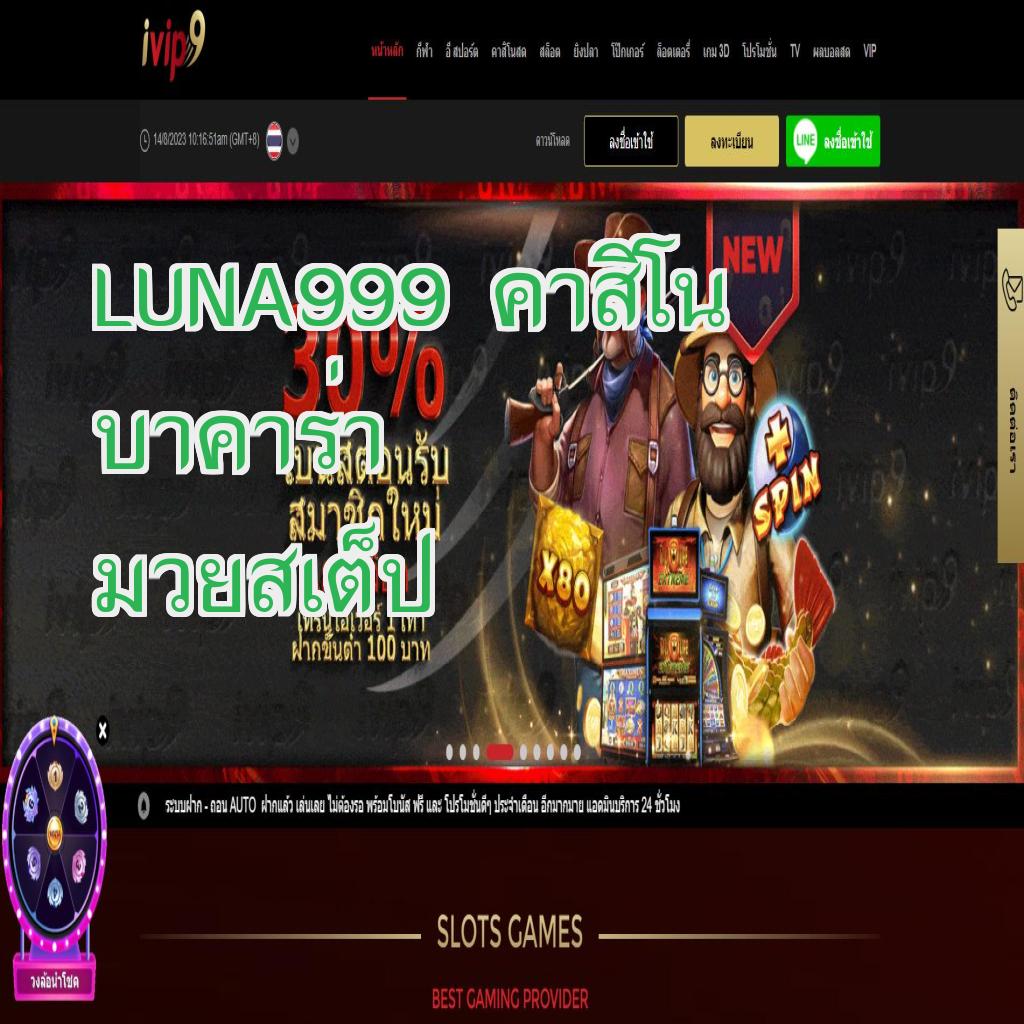 ivip9
หน้าหลัก กีฬา อี สปอร์ต คาสิโนสด สล็อต ยิงปลา โป๊กเกอร์ ล็อตเตอรี่ เกม 3D โปรโมชั่น TV ผลบอลสด VIP
14/8/2023 10:16:51am (GMT+8)
ดาวน์โหลด ลงชื่อเข้าใช้ ลงทะเบียน LINE ลงชื่อเข้าใช้
NEW
LUNA999 คาสิโน
30%
บาคาร่า
โบนัสต้อนรับ
สมาชิกใหม่
มวยสเต็ป
ฝากขั้นต่ำ 100 บาท
+
SPIN
X80
EXTREME
ติดต่อเรา
X
ระบบฝาก - ถอน AUTO ฝากแล้ว เล่นเลย ไม่ต้องรอ พร้อมโบนัส ฟรี และ โปรโมชั่นดีๆ ประจำเดือน อีกมากมาย แอดมินบริการ 24 ชั่วโมง
SLOTS GAMES
วงล้อนำโชค
BEST GAMING PROVIDER